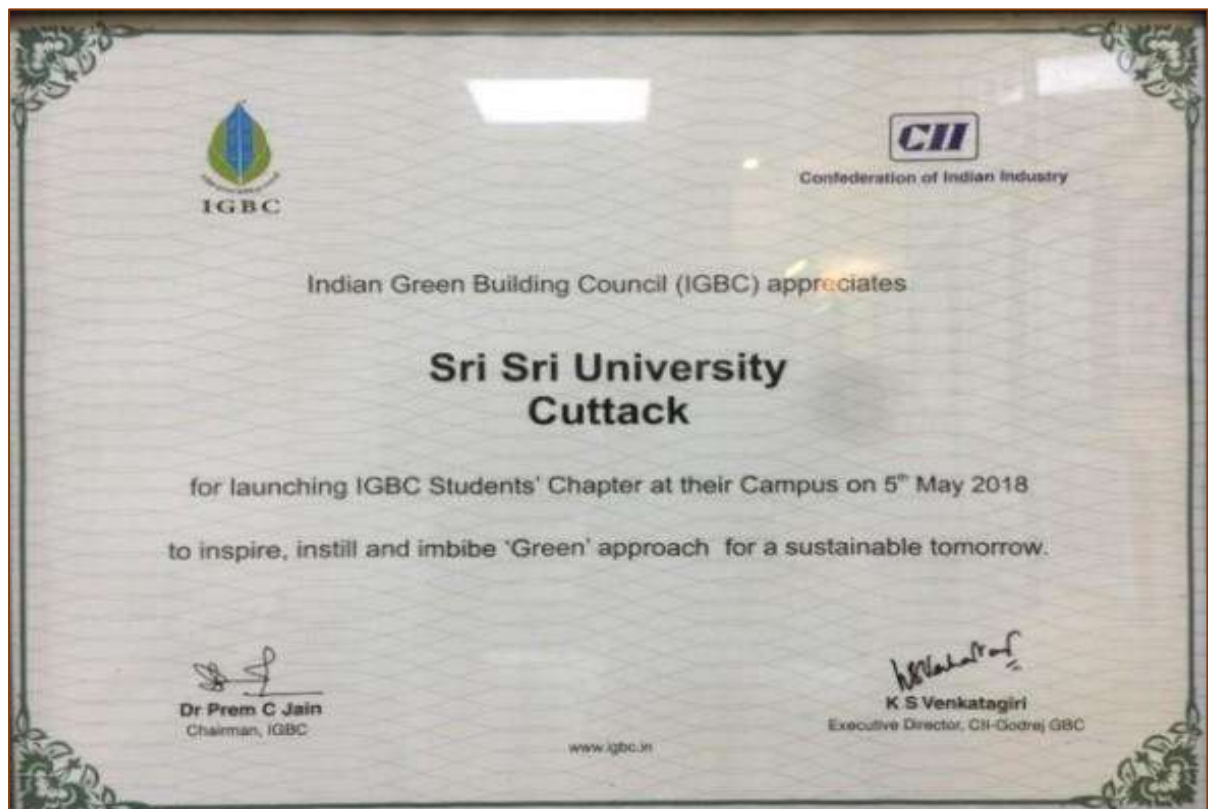 IGBC
CII
Confederation of Indian Industry
Indian Green Building Council (IGBC) appreciates
Sri Sri University
Cuttack
for launching IGBC Students' Chapter at their Campus on 5th May 2018
to inspire, instill and imbibe 'Green' approach for a sustainable tomorrow.
Dr Prem C Jain
Chairman, IGBC
K S Venkatagiri
Executive Director, CII-Godrej GBC
www.igbc.in